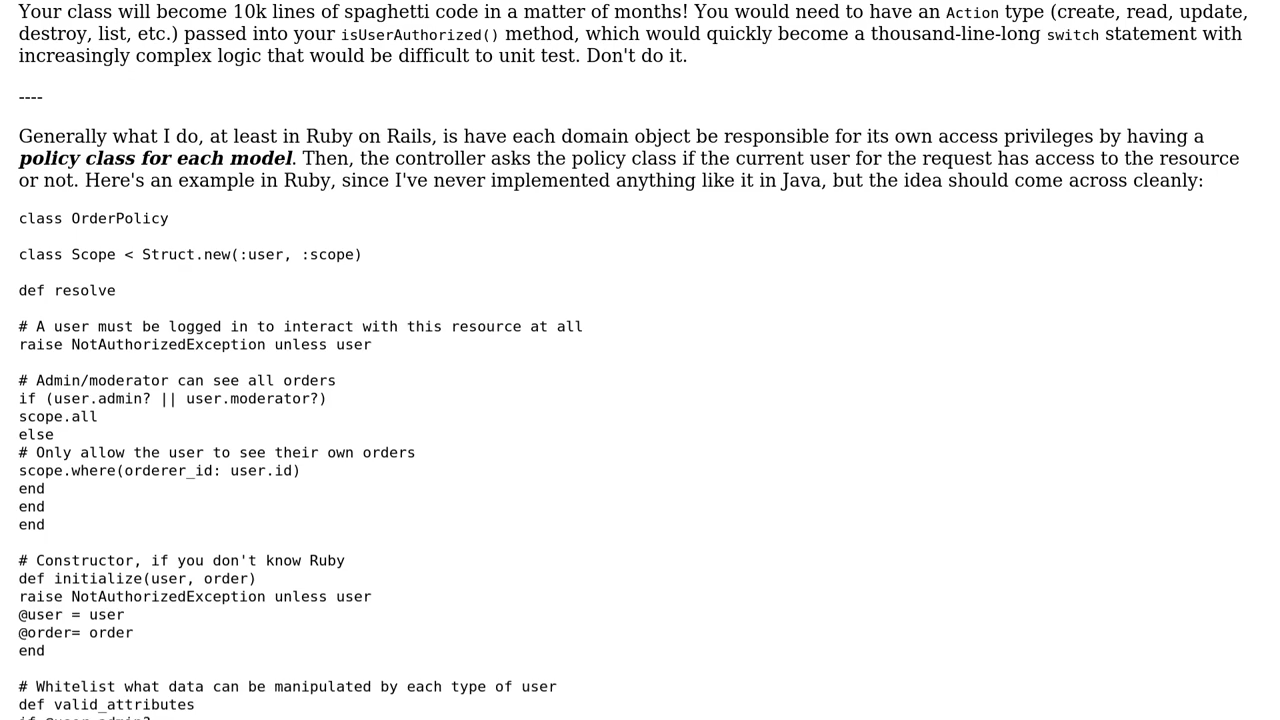 Your class will become 10k lines of spaghetti code in a matter of months! You would need to have an Action type (create, read, update,
destroy, list, etc.) passed into your isUserAuthorized() method, which would quickly become a thousand-line-long switch statement with
increasingly complex logic that would be difficult to unit test. Don't do it.
----
Generally what I do, at least in Ruby on Rails, is have each domain object be responsible for its own access privileges by having a
policy class for each model. Then, the controller asks the policy class if the current user for the request has access to the resource
or not. Here's an example in Ruby, since I've never implemented anything like it in Java, but the idea should come across cleanly:
class OrderPolicy
class Scope < Struct.new(:user, :scope)
def resolve
# A user must be logged in to interact with this resource at all
raise NotAuthorizedException unless user
# Admin/moderator can see all orders
if (user.admin? || user.moderator?)
scope.all
else
# Only allow the user to see their own orders
scope.where(orderer_id: user.id)
end
end
end
# Constructor, if you don't know Ruby
def initialize(user, order)
raise NotAuthorizedException unless user
@user = user
@order= order
end
# Whitelist what data can be manipulated by each type of user
def valid_attributes
if @user.admin?